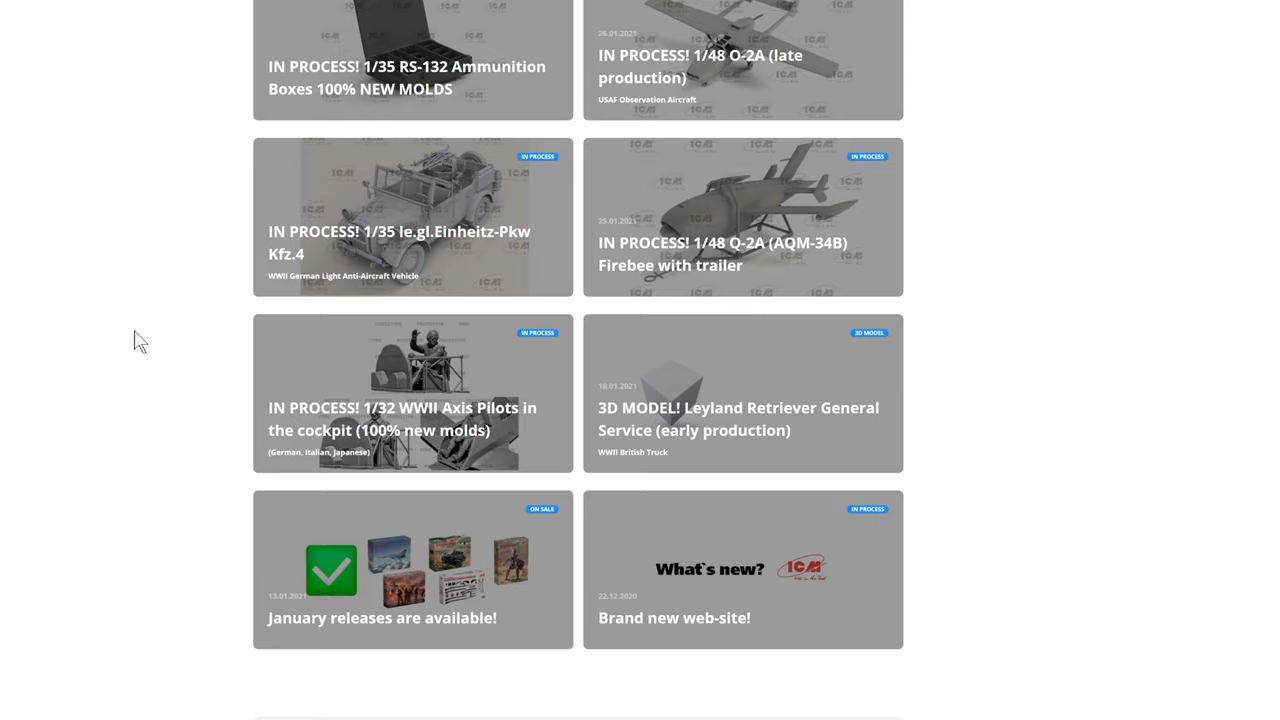 IN PROCESS! 1/35 RS-132 Ammunition
Boxes 100% NEW MOLDS
26.01.2021
IN PROCESS! 1/48 O-2A (late
production)
USAF Observation Aircraft
IN PROCESS
IN PROCESS! 1/35 le.gl.Einheitz-Pkw
Kfz.4
WWII German Light Anti-Aircraft Vehicle
IN PROCESS
25.01.2021
IN PROCESS! 1/48 Q-2A (AQM-34B)
Firebee with trailer
IN PROCESS
IN PROCESS! 1/32 WWII Axis Pilots in
the cockpit (100% new molds)
(German, Italian, Japanese)
3D MODEL
18.01.2021
3D MODEL! Leyland Retriever General
Service (early production)
WWII British Truck
ON SALE
13.01.2021
January releases are available!
IN PROCESS
What`s new?
ICM
22.12.2020
Brand new web-site!